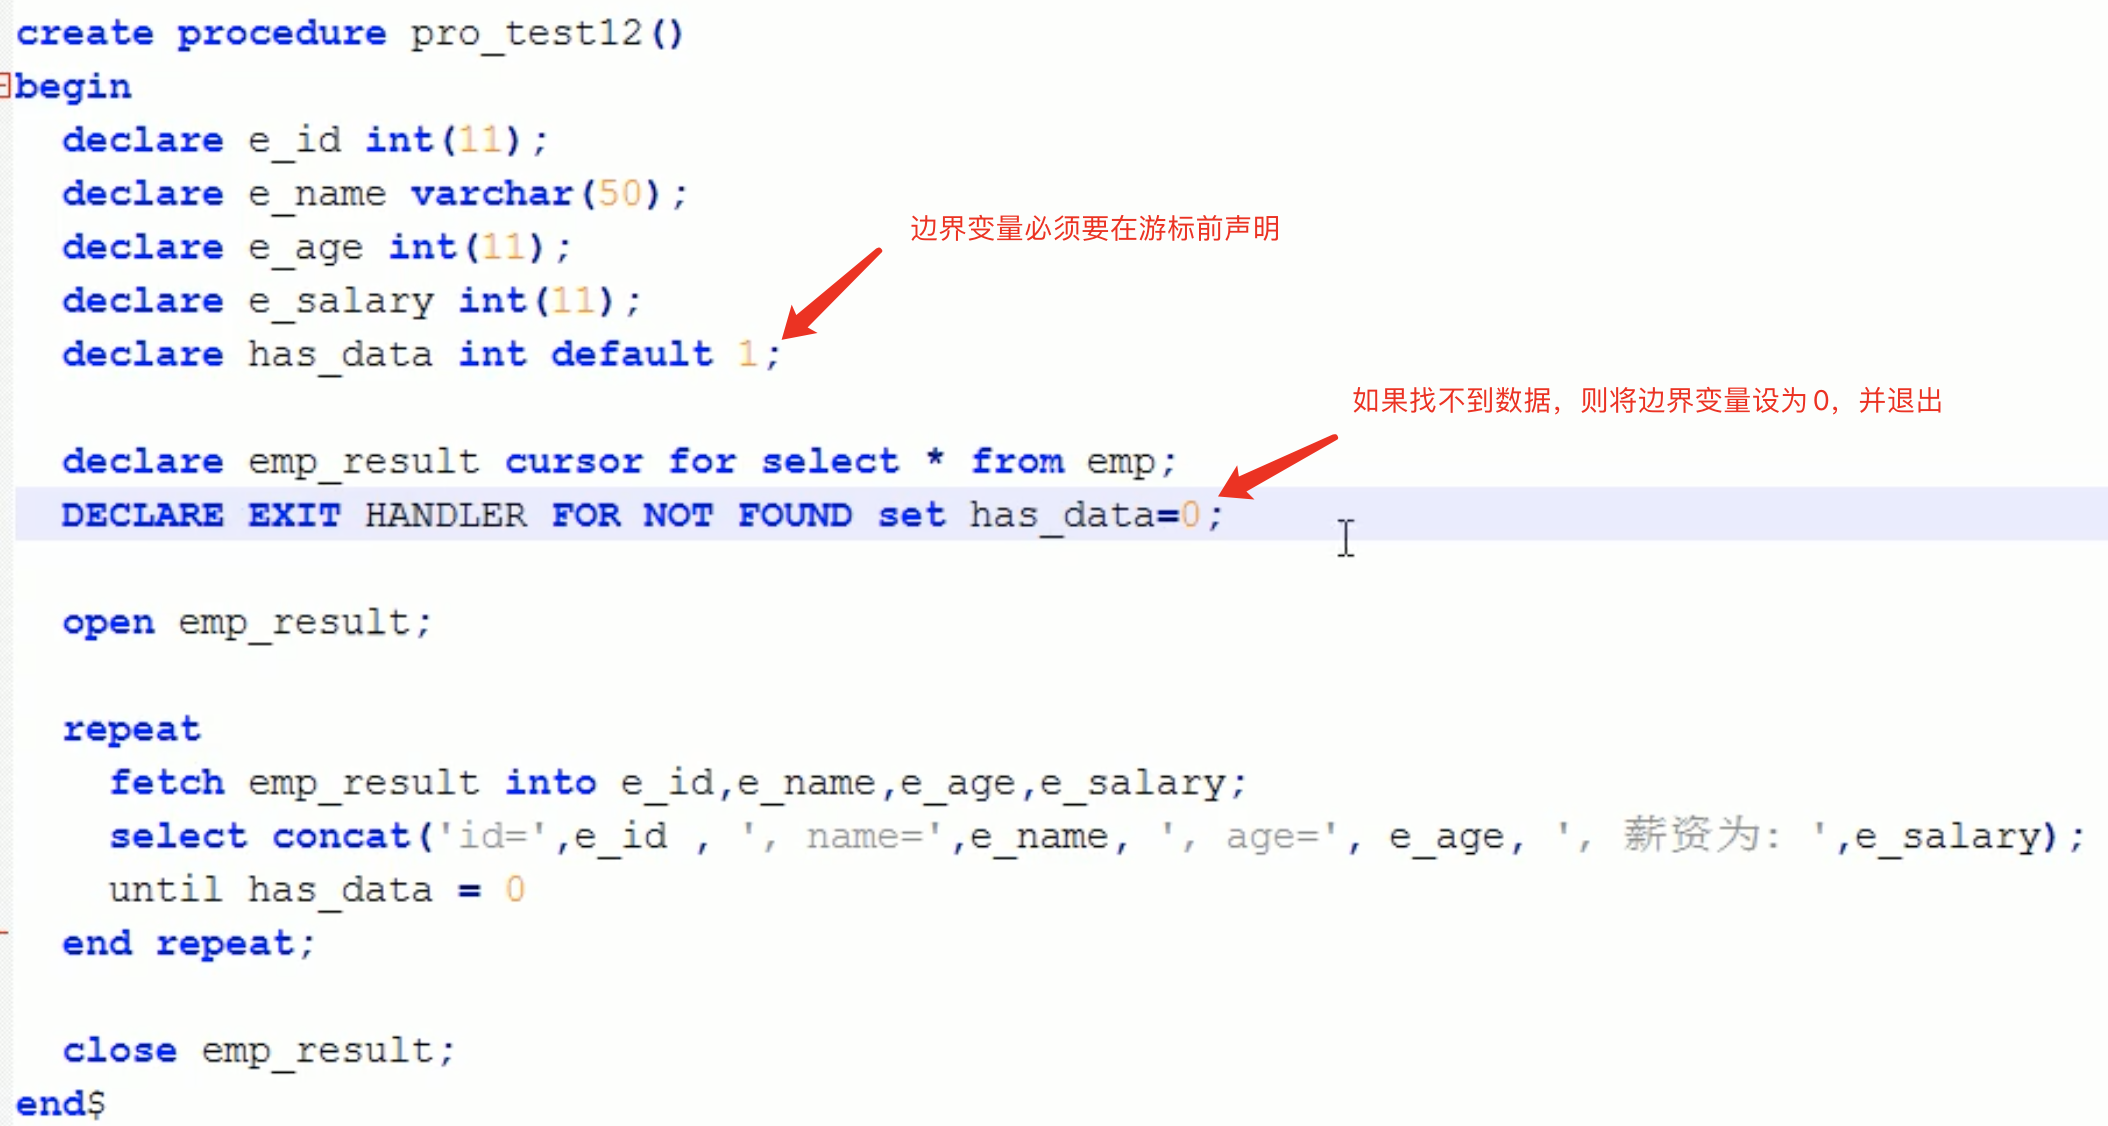 create procedure pro_test12()
begin
declare e_id int(11);
declare e_name varchar(50);
边界变量必须要在游标前声明
declare e_age int(11);
declare e_salary int(11);
declare has_data int default 1;
如果找不到数据，则将边界变量设为 0，并退出
declare emp_result cursor for select * from emp;
DECLARE EXIT HANDLER FOR NOT FOUND set has_data=0;
open emp_result;
repeat
fetch emp_result into e_id,e_name,e_age,e_salary;
select concat('id=',e_id , ', name=',e_name, ', age=', e_age, ', 薪资为: ',e_salary);
until has_data = 0
end repeat;
close emp_result;
end$